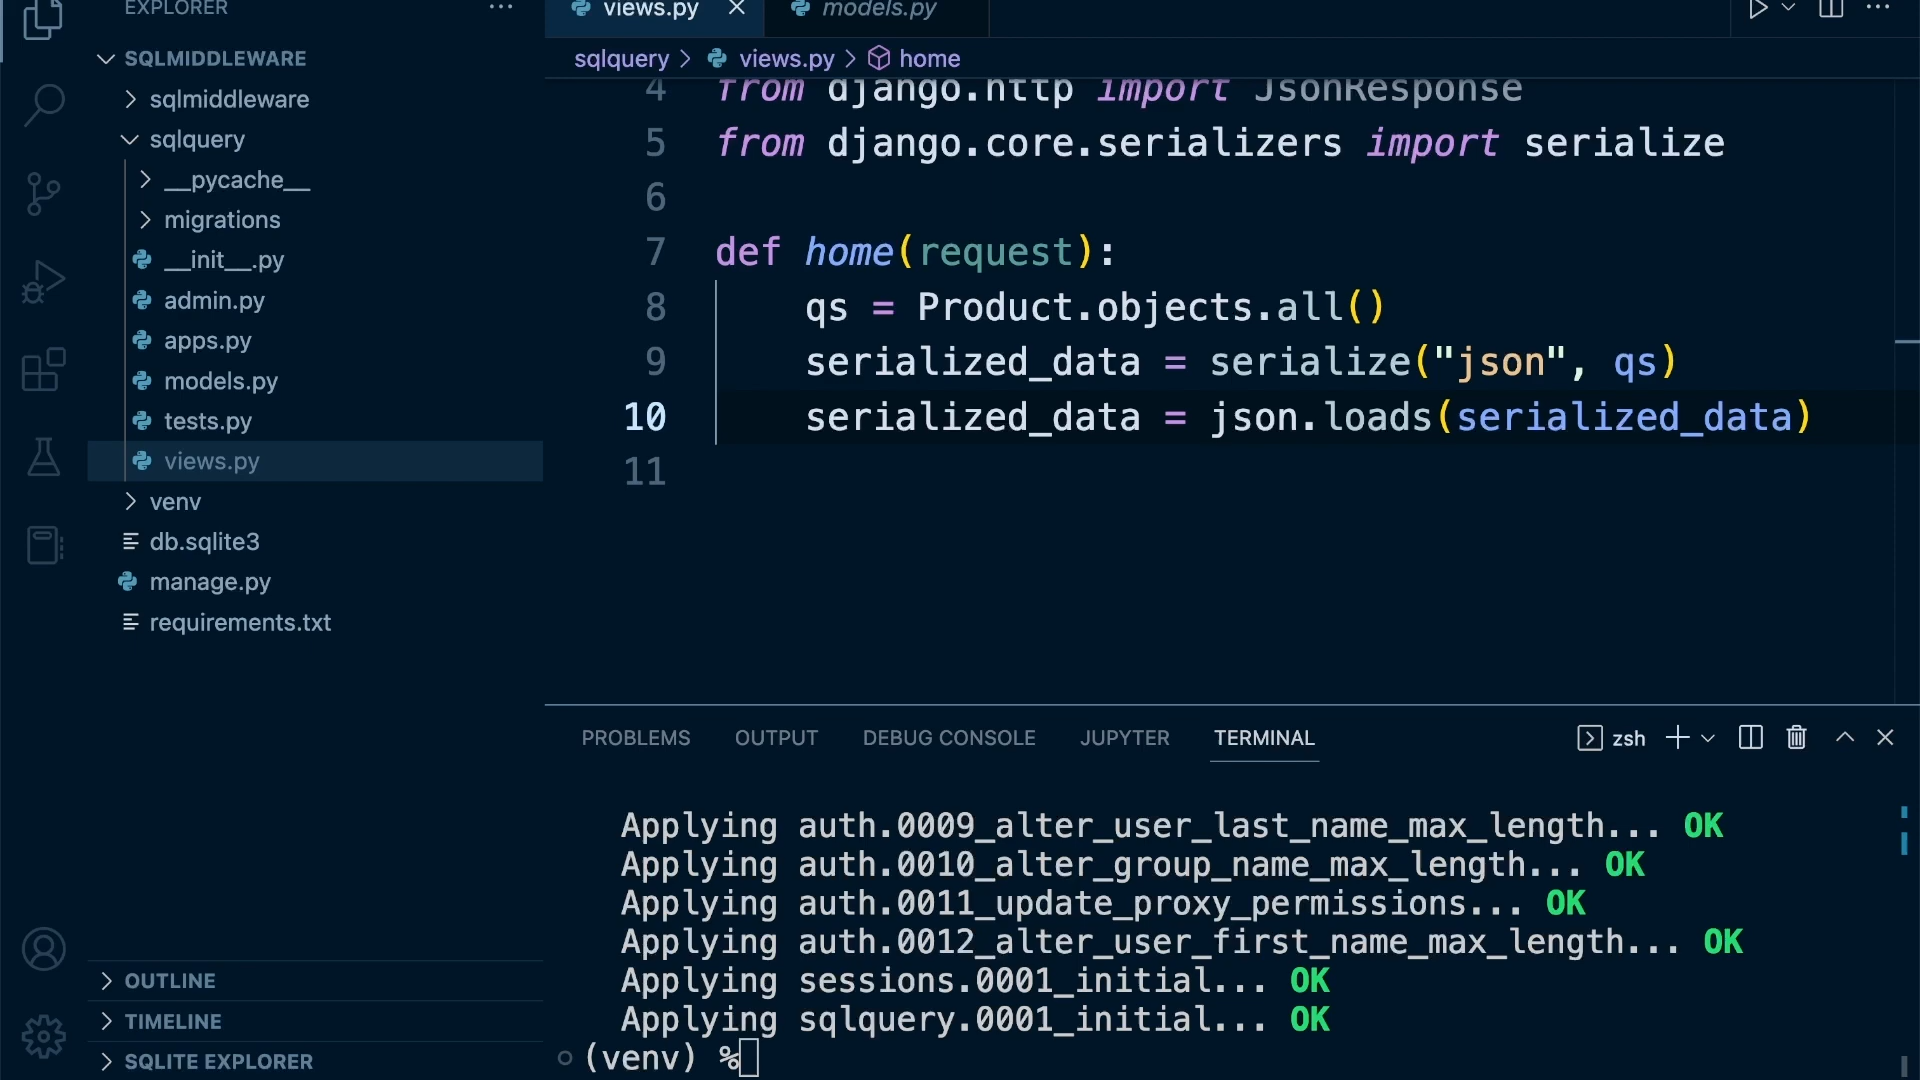 EXPLORER
SQLMIDDLEWARE
sqlmiddleware
sqlquery
__pycache__
migrations
__init__.py
admin.py
apps.py
models.py
tests.py
views.py
venv
db.sqlite3
manage.py
requirements.txt
OUTLINE
TIMELINE
SQLITE EXPLORER
views.py models.py
sqlquery > views.py > home
4 from django.http import JsonResponse
5 from django.core.serializers import serialize
6
7 def home(request):
8 qs = Product.objects.all()
9 serialized_data = serialize("json", qs)
10 serialized_data = json.loads(serialized_data)
11
PROBLEMS OUTPUT DEBUG CONSOLE JUPYTER TERMINAL zsh
Applying auth.0009_alter_user_last_name_max_length... OK
Applying auth.0010_alter_group_name_max_length... OK
Applying auth.0011_update_proxy_permissions... OK
Applying auth.0012_alter_user_first_name_max_length... OK
Applying sessions.0001_initial... OK
Applying sqlquery.0001_initial... OK
(venv) %